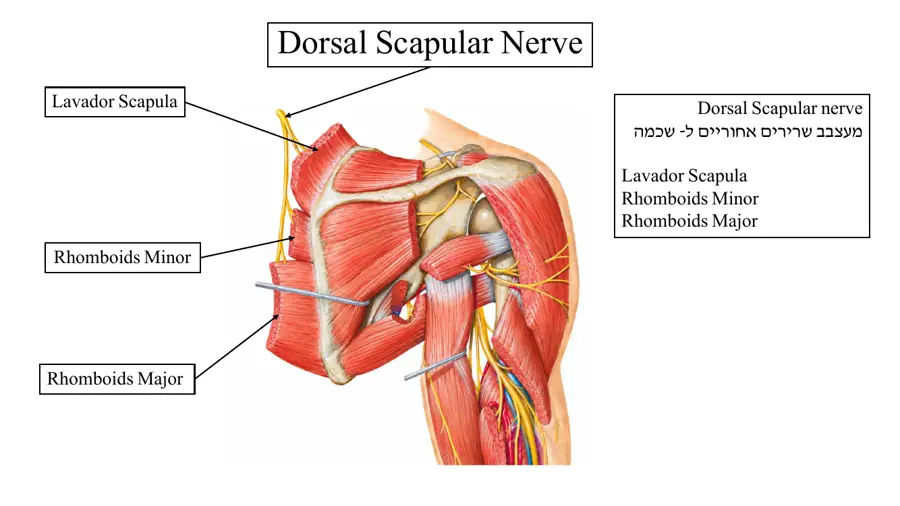 Dorsal Scapular Nerve
Lavador Scapula
Rhomboids Minor
Rhomboids Major
Dorsal Scapular nerve
מעצבב שרירים אחוריים ל- שכמה
Lavador Scapula
Rhomboids Minor
Rhomboids Major